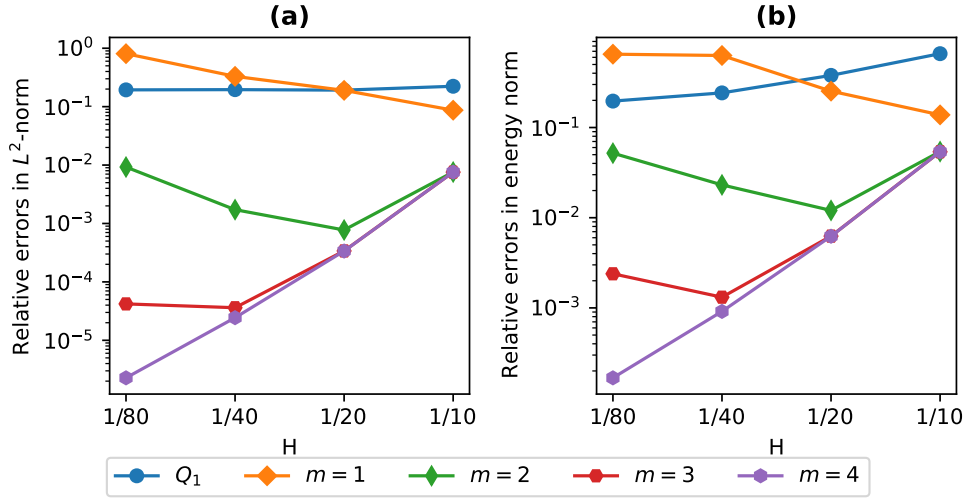 (a)
Relative errors in $L^2$-norm
10^0
10^{-1}
10^{-2}
10^{-3}
10^{-4}
10^{-5}
1/80 1/40 1/20 1/10
H
(b)
Relative errors in energy norm
10^{-1}
10^{-2}
10^{-3}
1/80 1/40 1/20 1/10
H
Q_1 m = 1 m = 2 m = 3 m = 4